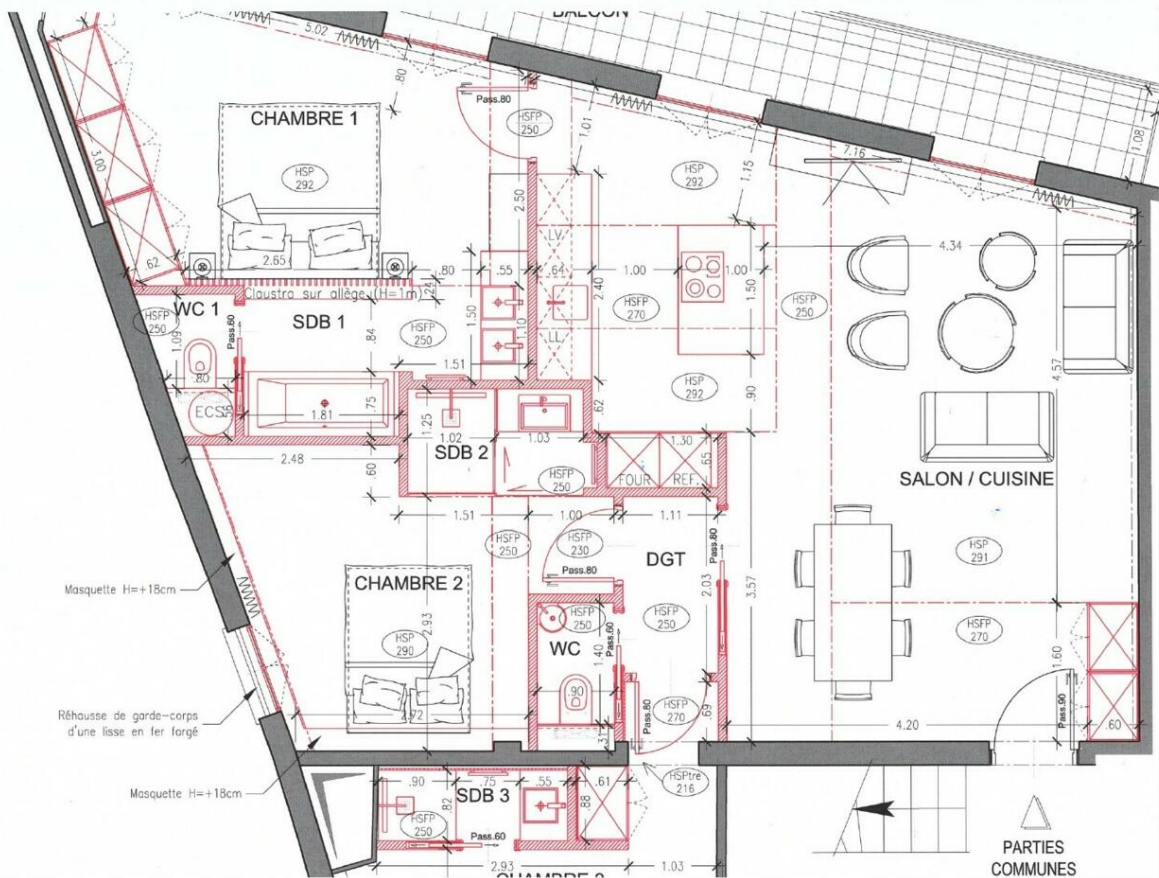 BALCON
5.02
.80
Pass.80
HSFP
250
1.01
CHAMBRE 1
HSP
292
3.00
2.50
HSP
292
1.15
7.16
1.08
4.34
.62
2.65
.80
.55
.64
1.00
1.00
LV.
2.40
1.50
HSFP
270
HSFP
250
Claustra sur allège (H=1m)
.24
WC 1
HSFP
250
Pass.60
SDB 1
HSFP
250
1.50
1.10
LL.
1.09
.84
.80
1.51
4.57
HSP
292
.90
ECS
.55
1.81
.75
1.25
1.02
1.03
.62
SDB 2
HSFP
250
1.30
.65
FOUR
REF.
2.48
.60
SALON / CUISINE
1.51
1.00
1.11
HSFP
250
HSFP
230
DGT
Pass.80
Pass.80
HSP
291
Masquette H=+18cm
CHAMBRE 2
2.93
HSP
290
HSFP
250
Pass.60
2.03
3.57
HSFP
250
HSFP
270
WC
1.40
1.60
.90
Réhausse de garde-corps
d'une lisse en fer forgé
2.72
Pass.80
HSFP
270
.69
.31
4.20
Pass.90
.60
Masquette H=+18cm
.90
.75
.55
.61
HSPtre
216
SDB 3
.82
.88
HSFP
250
Pass.60
PARTIES
COMMUNES
2.93
1.03
CHAMBRE 3